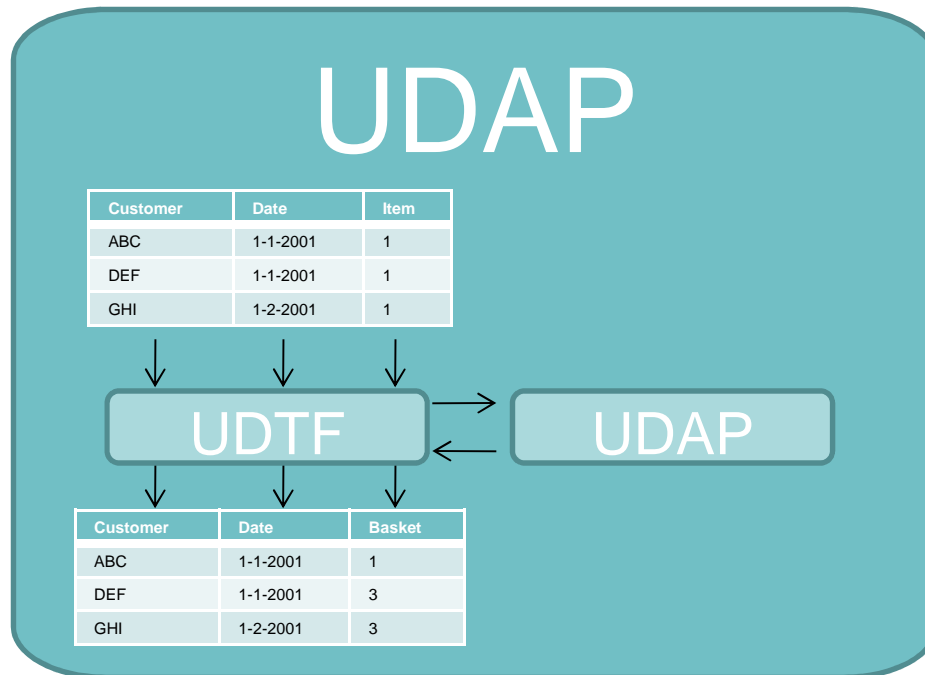 UDAP
Customer Date Item
ABC 1-1-2001 1
DEF 1-1-2001 1
GHI 1-2-2001 1
UDTF UDAP
Customer Date Basket
ABC 1-1-2001 1
DEF 1-1-2001 3
GHI 1-2-2001 3